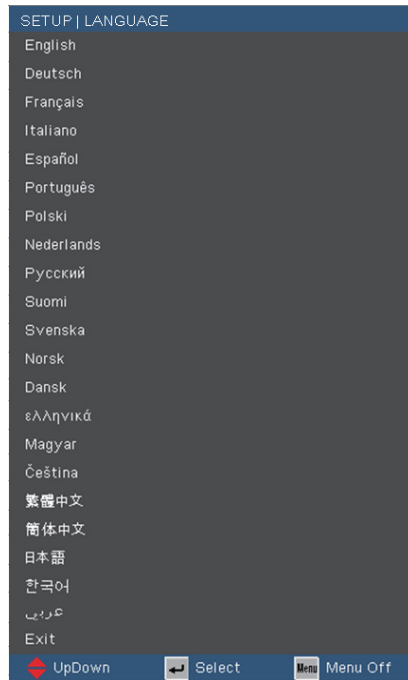 SETUP | LANGUAGE
English
Deutsch
Français
Italiano
Español
Português
Polski
Nederlands
Русский
Suomi
Svenska
Norsk
Dansk
ελληνικά
Magyar
Čeština
繁體中文
简体中文
日本語
한국어
عربي
Exit
UpDown Select Menu Menu Off